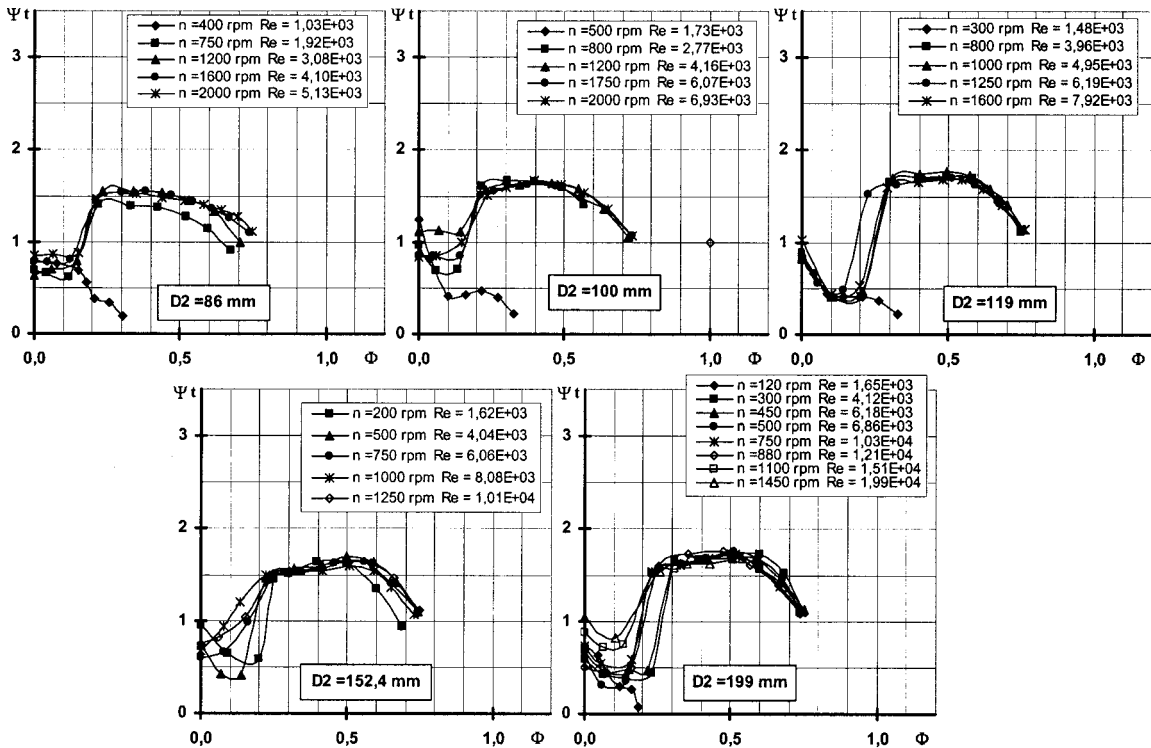 Ψ t
3
2
1
0
0,0
0,5
1,0
Φ
n =400 rpm Re = 1,03E+03
n =750 rpm Re = 1,92E+03
n =1200 rpm Re = 3,08E+03
n =1600 rpm Re = 4,10E+03
n =2000 rpm Re = 5,13E+03
D2 =86 mm
Ψ t
3
2
1
0
0,0
0,5
1,0
Φ
n =500 rpm Re = 1,73E+03
n =800 rpm Re = 2,77E+03
n =1200 rpm Re = 4,16E+03
n =1750 rpm Re = 6,07E+03
n =2000 rpm Re = 6,93E+03
D2 =100 mm
Ψ t
3
2
1
0
0,0
0,5
1,0
Φ
n =300 rpm Re = 1,48E+03
n =800 rpm Re = 3,96E+03
n =1000 rpm Re = 4,95E+03
n =1250 rpm Re = 6,19E+03
n =1600 rpm Re = 7,92E+03
D2 =119 mm
Ψ t
3
2
1
0
0,0
0,5
1,0
Φ
n =200 rpm Re = 1,62E+03
n =500 rpm Re = 4,04E+03
n =750 rpm Re = 6,06E+03
n =1000 rpm Re = 8,08E+03
n =1250 rpm Re = 1,01E+04
D2 =152,4 mm
Ψ t
3
2
1
0
0,0
0,5
1,0
Φ
n =120 rpm Re = 1,65E+03
n =300 rpm Re = 4,12E+03
n =450 rpm Re = 6,18E+03
n =500 rpm Re = 6,86E+03
n =750 rpm Re = 1,03E+04
n =880 rpm Re = 1,21E+04
n =1100 rpm Re = 1,51E+04
n =1450 rpm Re = 1,99E+04
D2 =199 mm